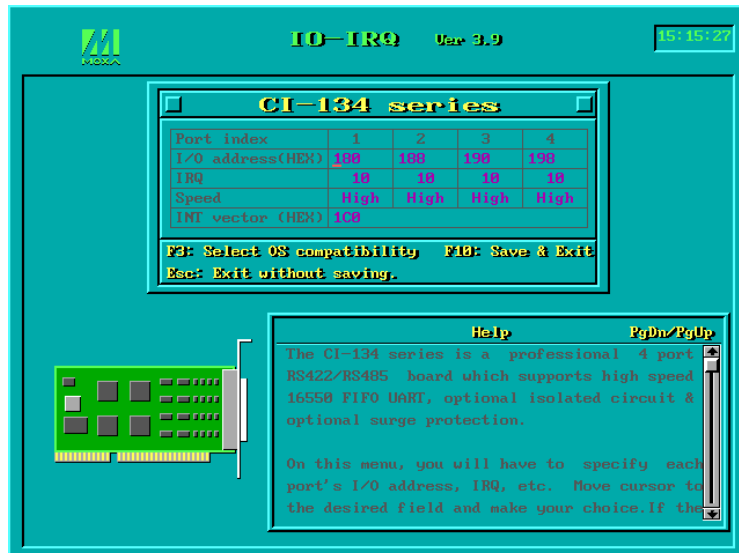 MOXA
IO-IRQ Ver 3.9
15:15:27
CI-134 series
Port index 1 2 3 4
I/O address(HEX) 180 188 190 198
IRQ 10 10 10 10
Speed High High High High
INT vector (HEX) 1C0
F3: Select OS compatibility F10: Save & Exit
Esc: Exit without saving.
Help PgDn/PgUp
The CI-134 series is a professional 4 port
RS422/RS485 board which supports high speed
16550 FIFO UART, optional isolated circuit &
optional surge protection.
On this menu, you will have to specify each
port's I/O address, IRQ, etc. Move cursor to
the desired field and make your choice.If the